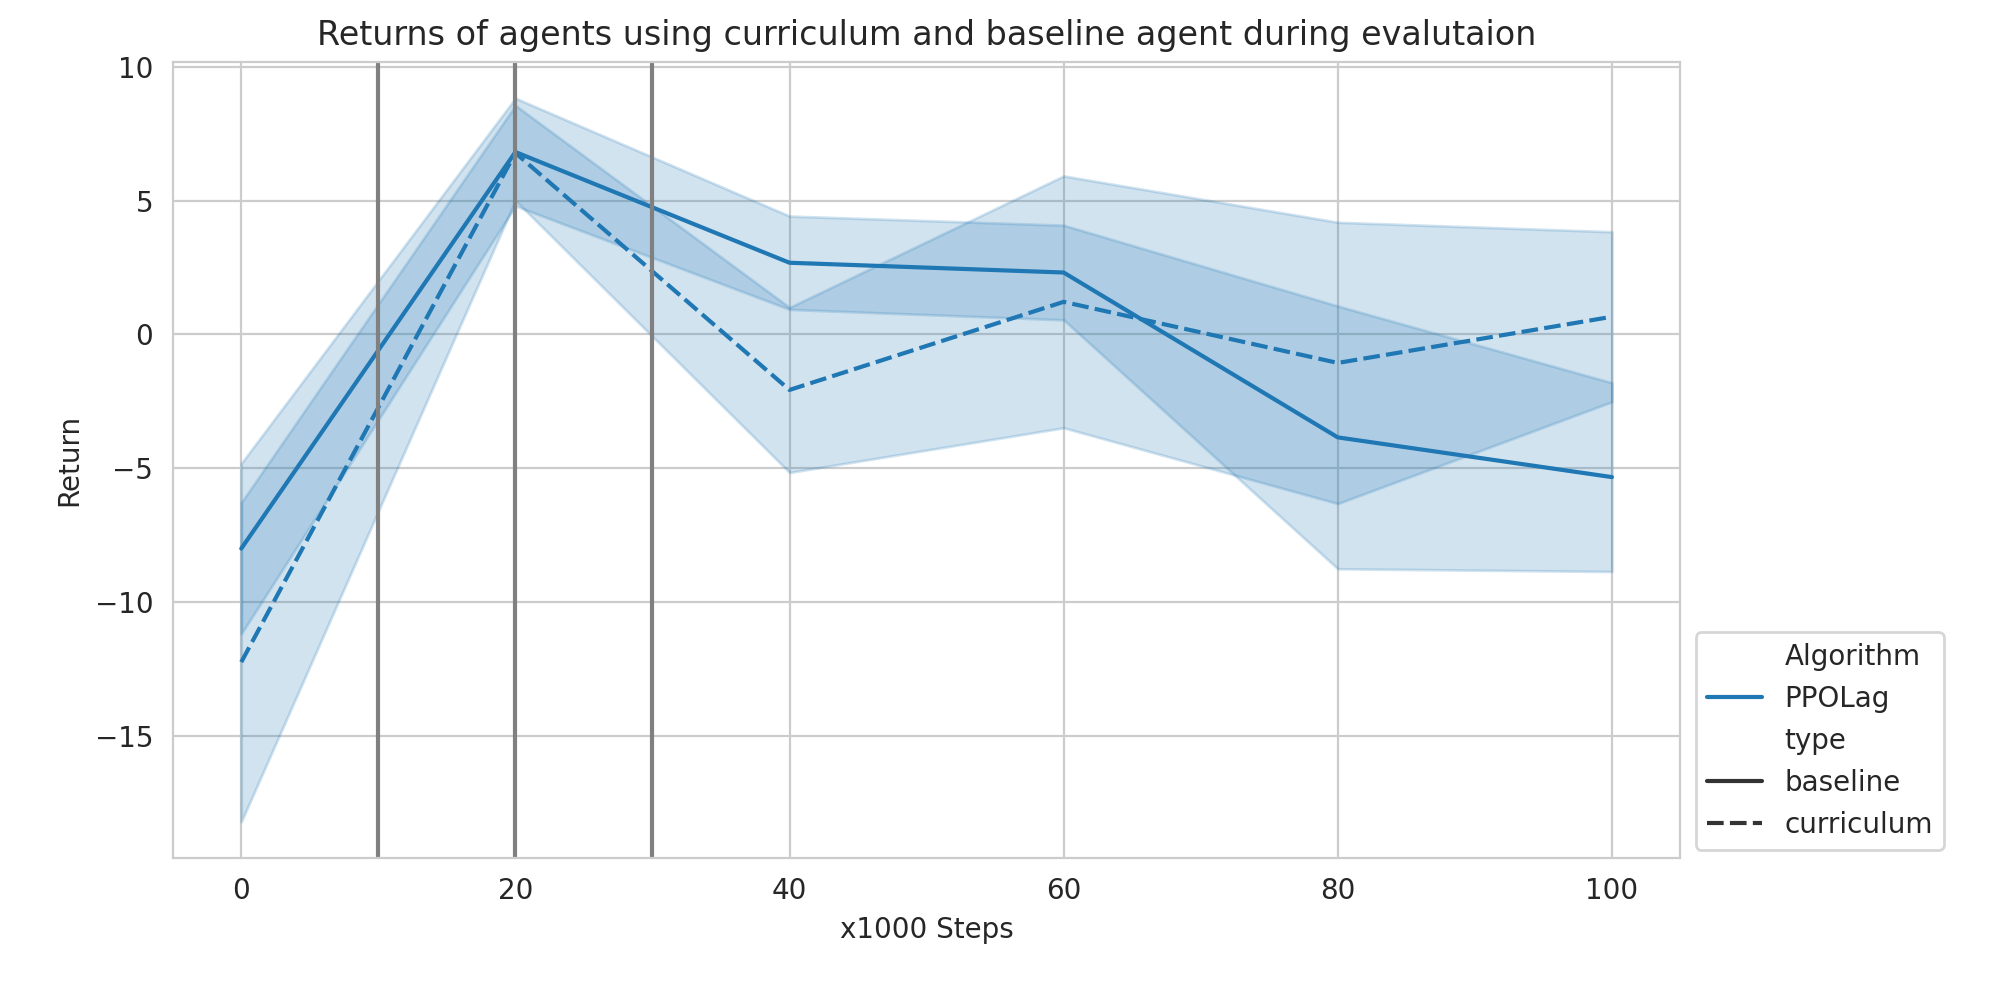 Returns of agents using curriculum and baseline agent during evalutaion
10
5
0
−5
−10
−15
Return
0 20 40 60 80 100
x1000 Steps
Algorithm
PPOLag
type
baseline
curriculum